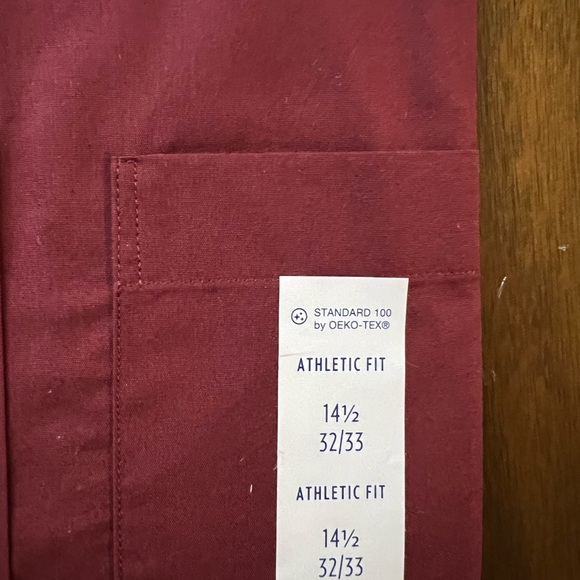 STANDARD 100
by OEKO-TEX®
ATHLETIC FIT
14½
32/33
ATHLETIC FIT
14½
32/33